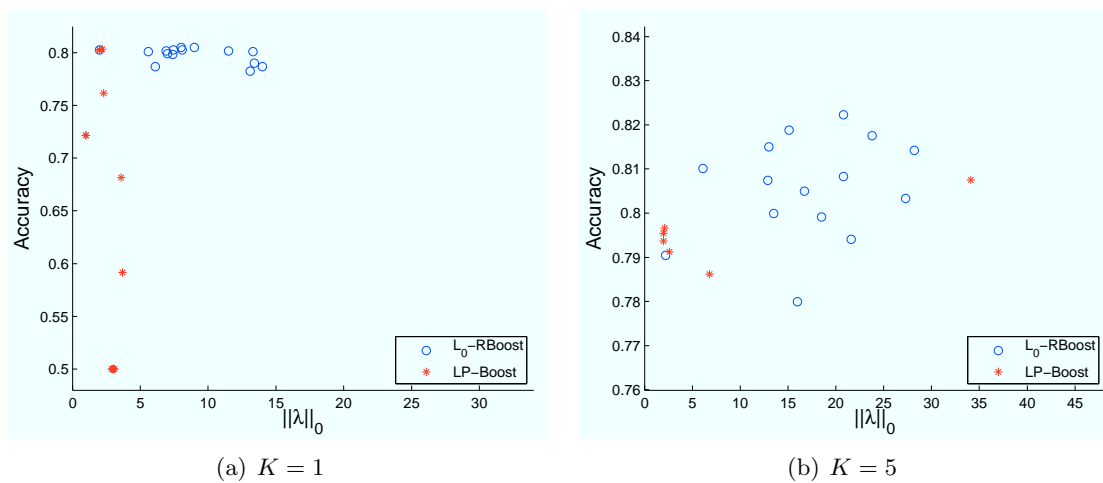 0.8
0.75
0.7
0.65
0.6
0.55
0.5
Accuracy
0 5 10 15 20 25 30
||λ||₀
L₀−RBoost
LP−Boost
(a) K = 1
0.84
0.83
0.82
0.81
0.8
0.79
0.78
0.77
0.76
Accuracy
0 5 10 15 20 25 30 35 40 45
||λ||₀
L₀−RBoost
LP−Boost
(b) K = 5